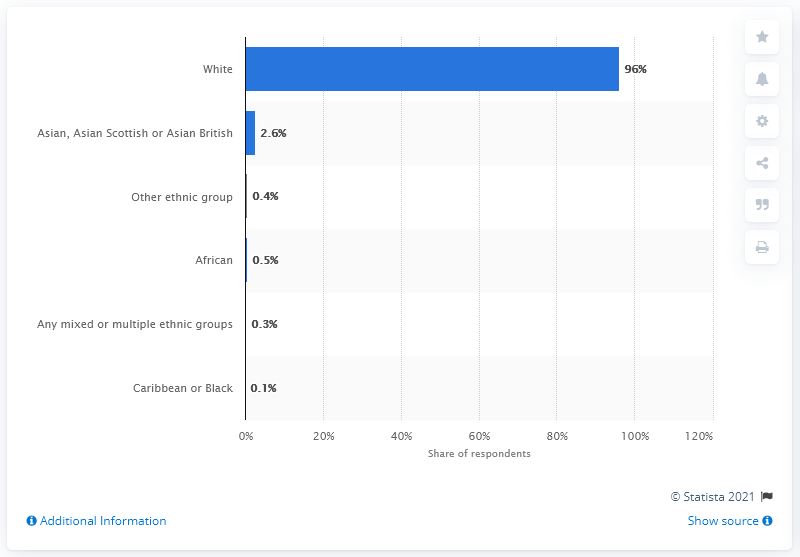 White 96%
Asian, Asian Scottish or Asian British 2.6%
Other ethnic group 0.4%
African 0.5%
Any mixed or multiple ethnic groups 0.3%
Caribbean or Black 0.1%
0% 20% 40% 60% 80% 100% 120%
Share of respondents
© Statista 2021
Additional Information Show source